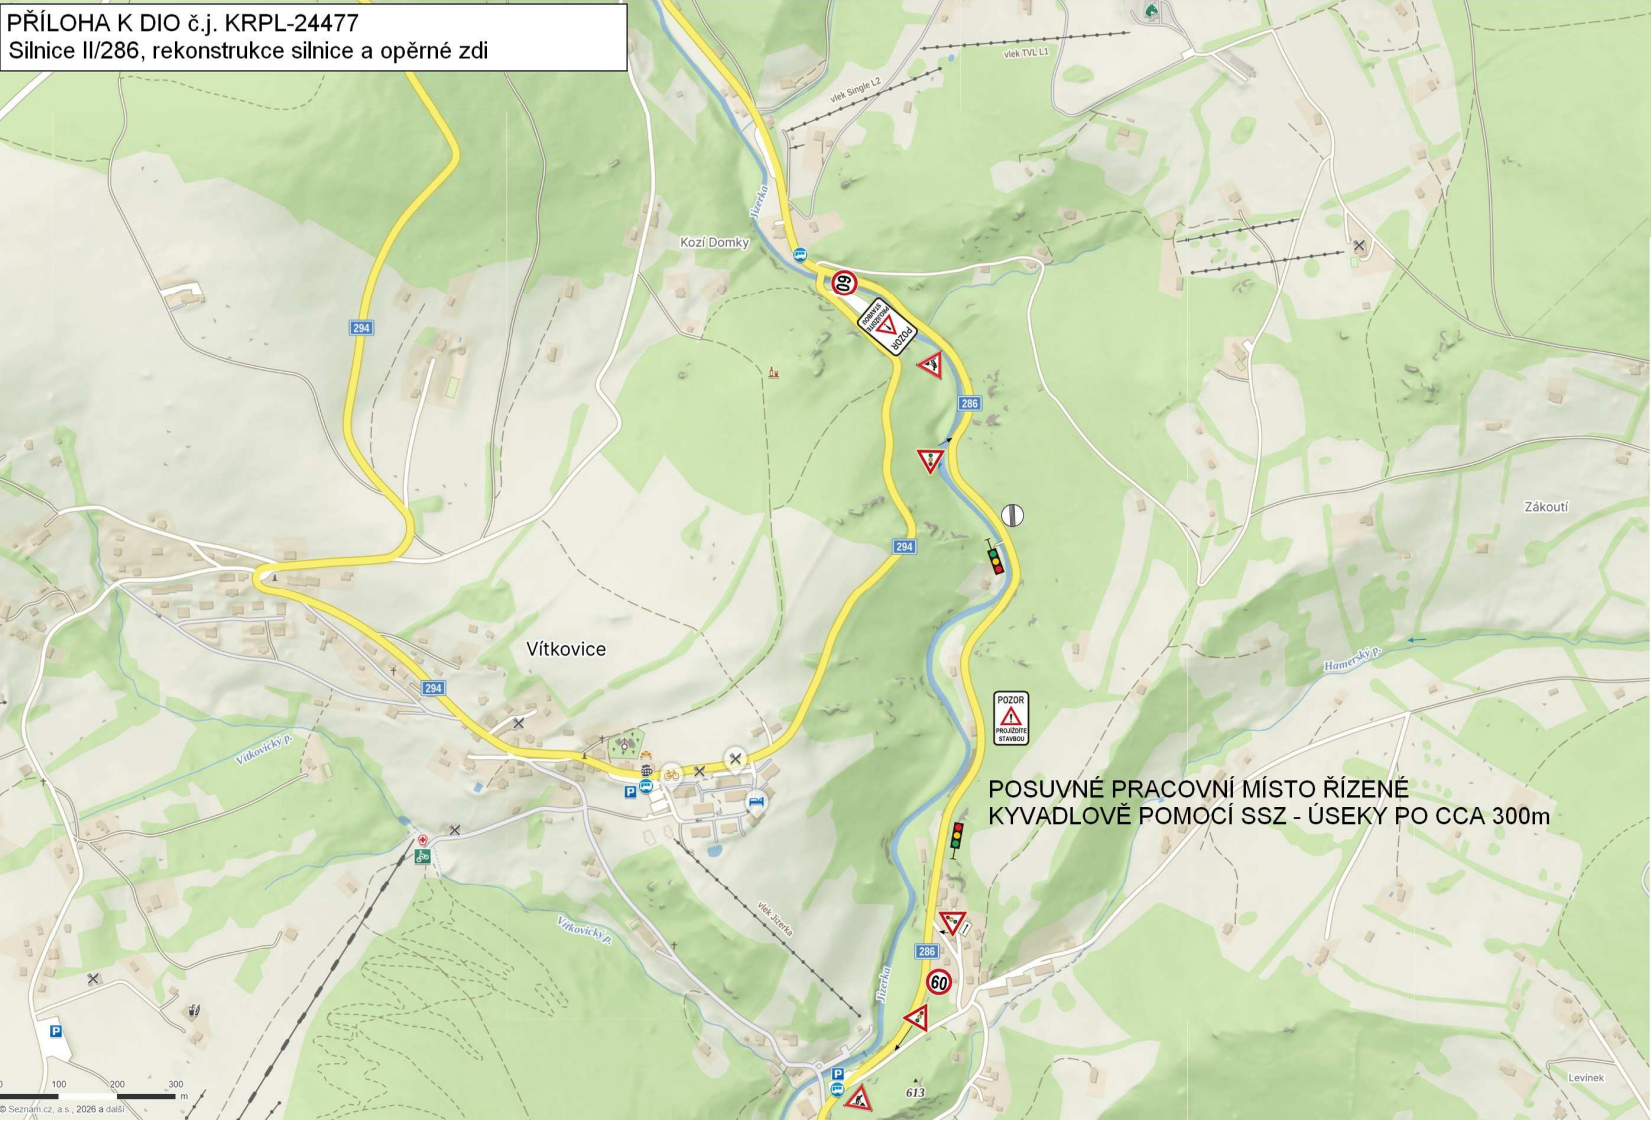 PŘÍLOHA K DIO č.j. KRPL-24477
Silnice II/286, rekonstrukce silnice a opěrné zdi
vlek TVL L1
vlek Single L2
Jizerka
Kozí Domky
60
POZOR
PROJÍŽDÍTE
STAVBOU
294
286
Zákoutí
294
Vítkovice
Hamerský p.
294
POZOR
PROJÍŽDÍTE
STAVBOU
Vítkovický p.
P
POSUVNÉ PRACOVNÍ MÍSTO ŘÍZENÉ
KYVADLOVĚ POMOCÍ SSZ - ÚSEKY PO CCA 300m
vlek Jizerka
Vítkovický p.
286
Jizerka
60
P
P
613
Levínek
0 100 200 300
m
© Seznam.cz, a.s., 2026 a další